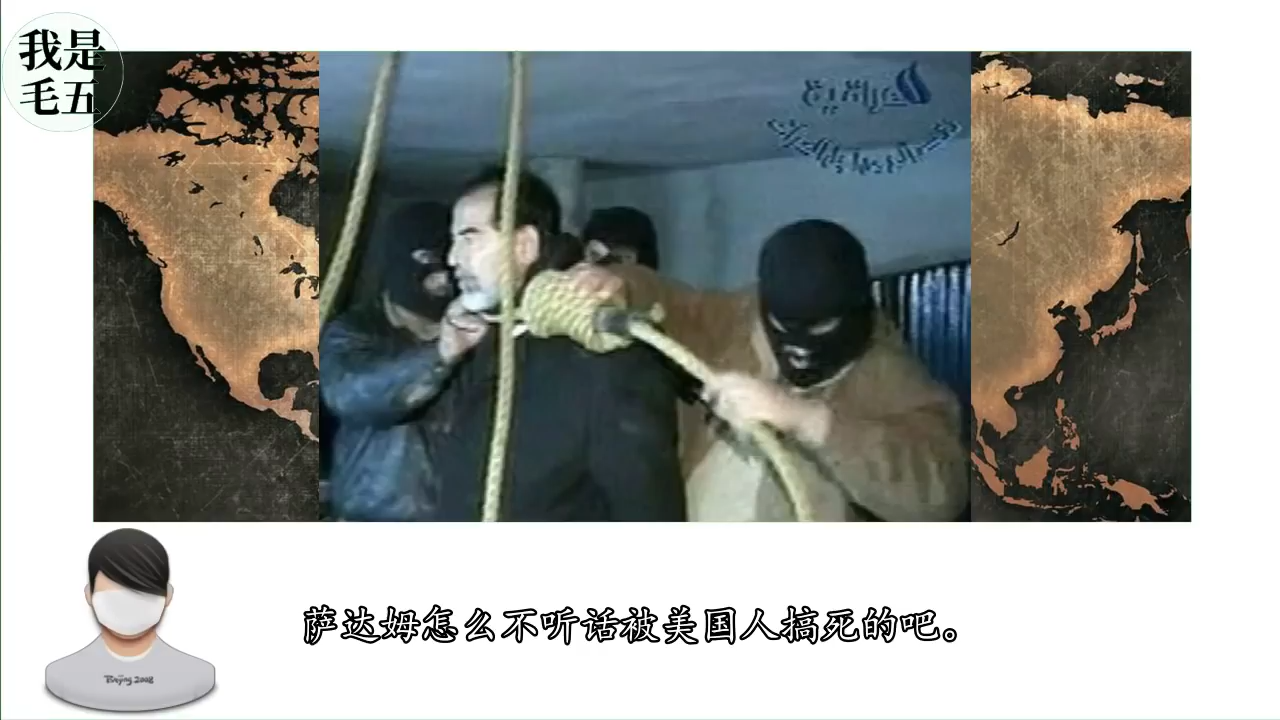 我是
毛五
العراقية
Beijing 2008
萨达姆怎么不听话被美国人搞死的吧。